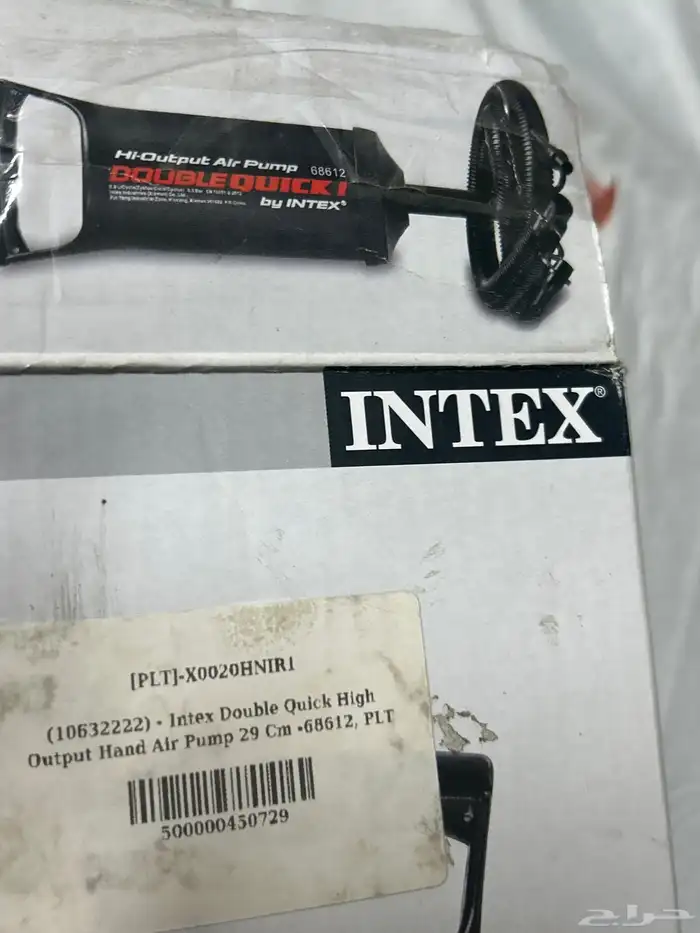 Hi-Output Air Pump
68612
DOUBLE QUICK I
by INTEX®
INTEX®
[PLT]-X0020HNIR1
(10632222) - Intex Double Quick High
Output Hand Air Pump 29 Cm -68612, PLT
500000450729
حراج